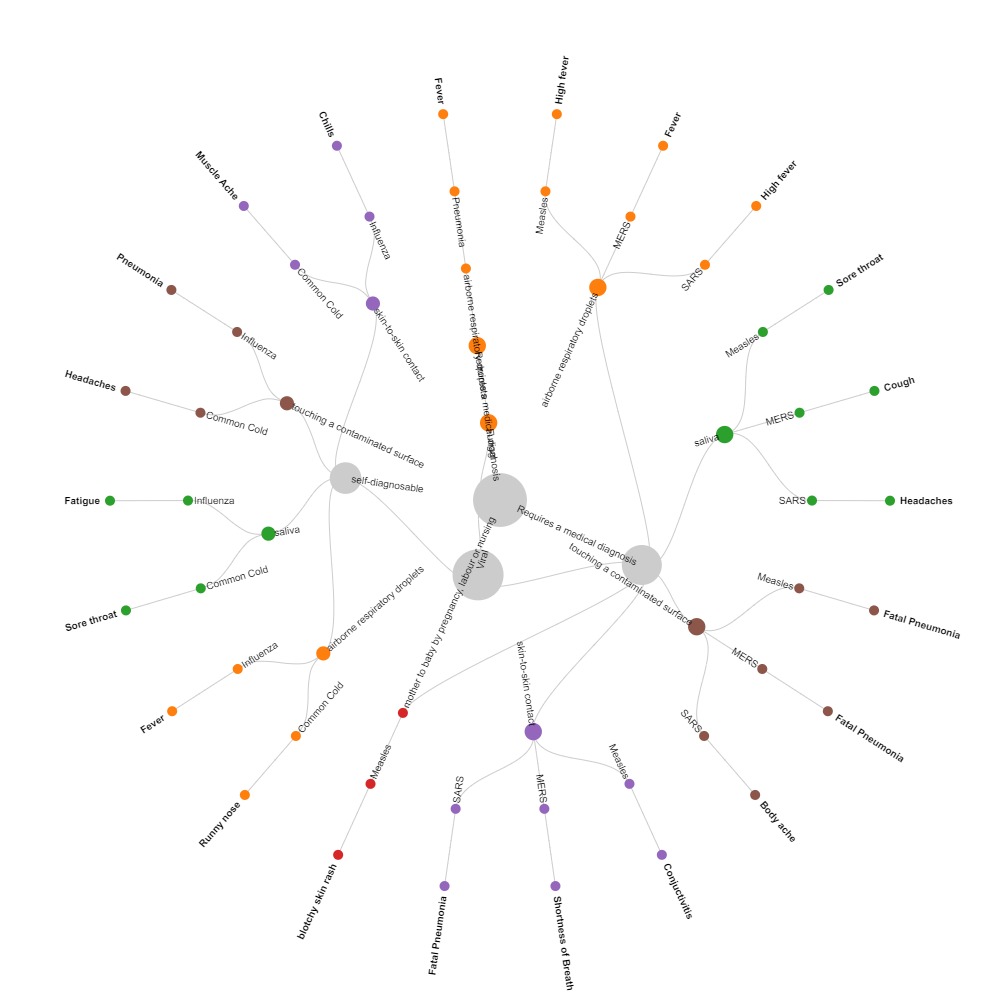 Fever
Pneumonia
airborne respiratory droplets
Requires a medical diagnosis
Fungal
High fever
Measles
Fever
MERS
High fever
SARS
airborne respiratory droplets
Sore throat
Measles
Cough
MERS
Headaches
SARS
saliva
Requires a medical diagnosis
touching a contaminated surface
Measles
Fatal Pneumonia
MERS
Fatal Pneumonia
SARS
Body ache
skin-to-skin contact
Measles
Conjuctivitis
MERS
Shortness of Breath
SARS
Fatal Pneumonia
mother to baby by pregnancy, labour or nursing
Measles
blotchy skin rash
Viral
self-diagnosable
airborne respiratory droplets
Common Cold
Runny nose
Influenza
Fever
saliva
Common Cold
Sore throat
Influenza
Fatigue
touching a contaminated surface
Common Cold
Headaches
Influenza
Pneumonia
skin-to-skin contact
Common Cold
Muscle Ache
Influenza
Chills